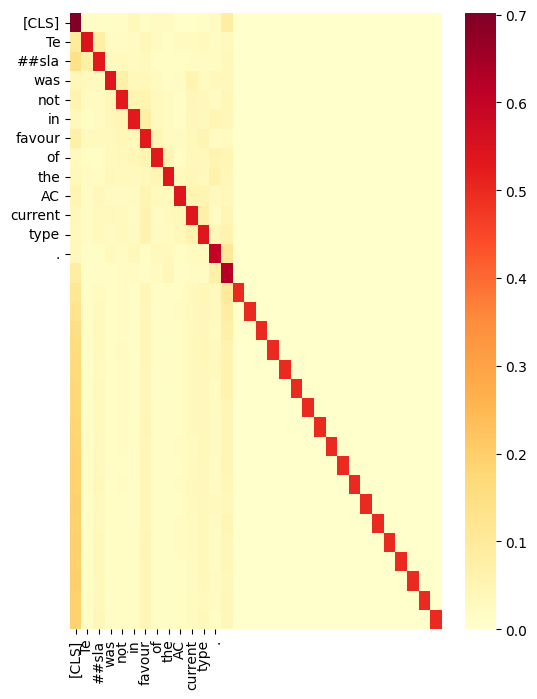 [CLS]
Te
##sla
was
not
in
favour
of
the
AC
current
type
.
[CLS]
Te
##sla
was
not
in
favour
of
the
AC
current
type
.
0.7
0.6
0.5
0.4
0.3
0.2
0.1
0.0